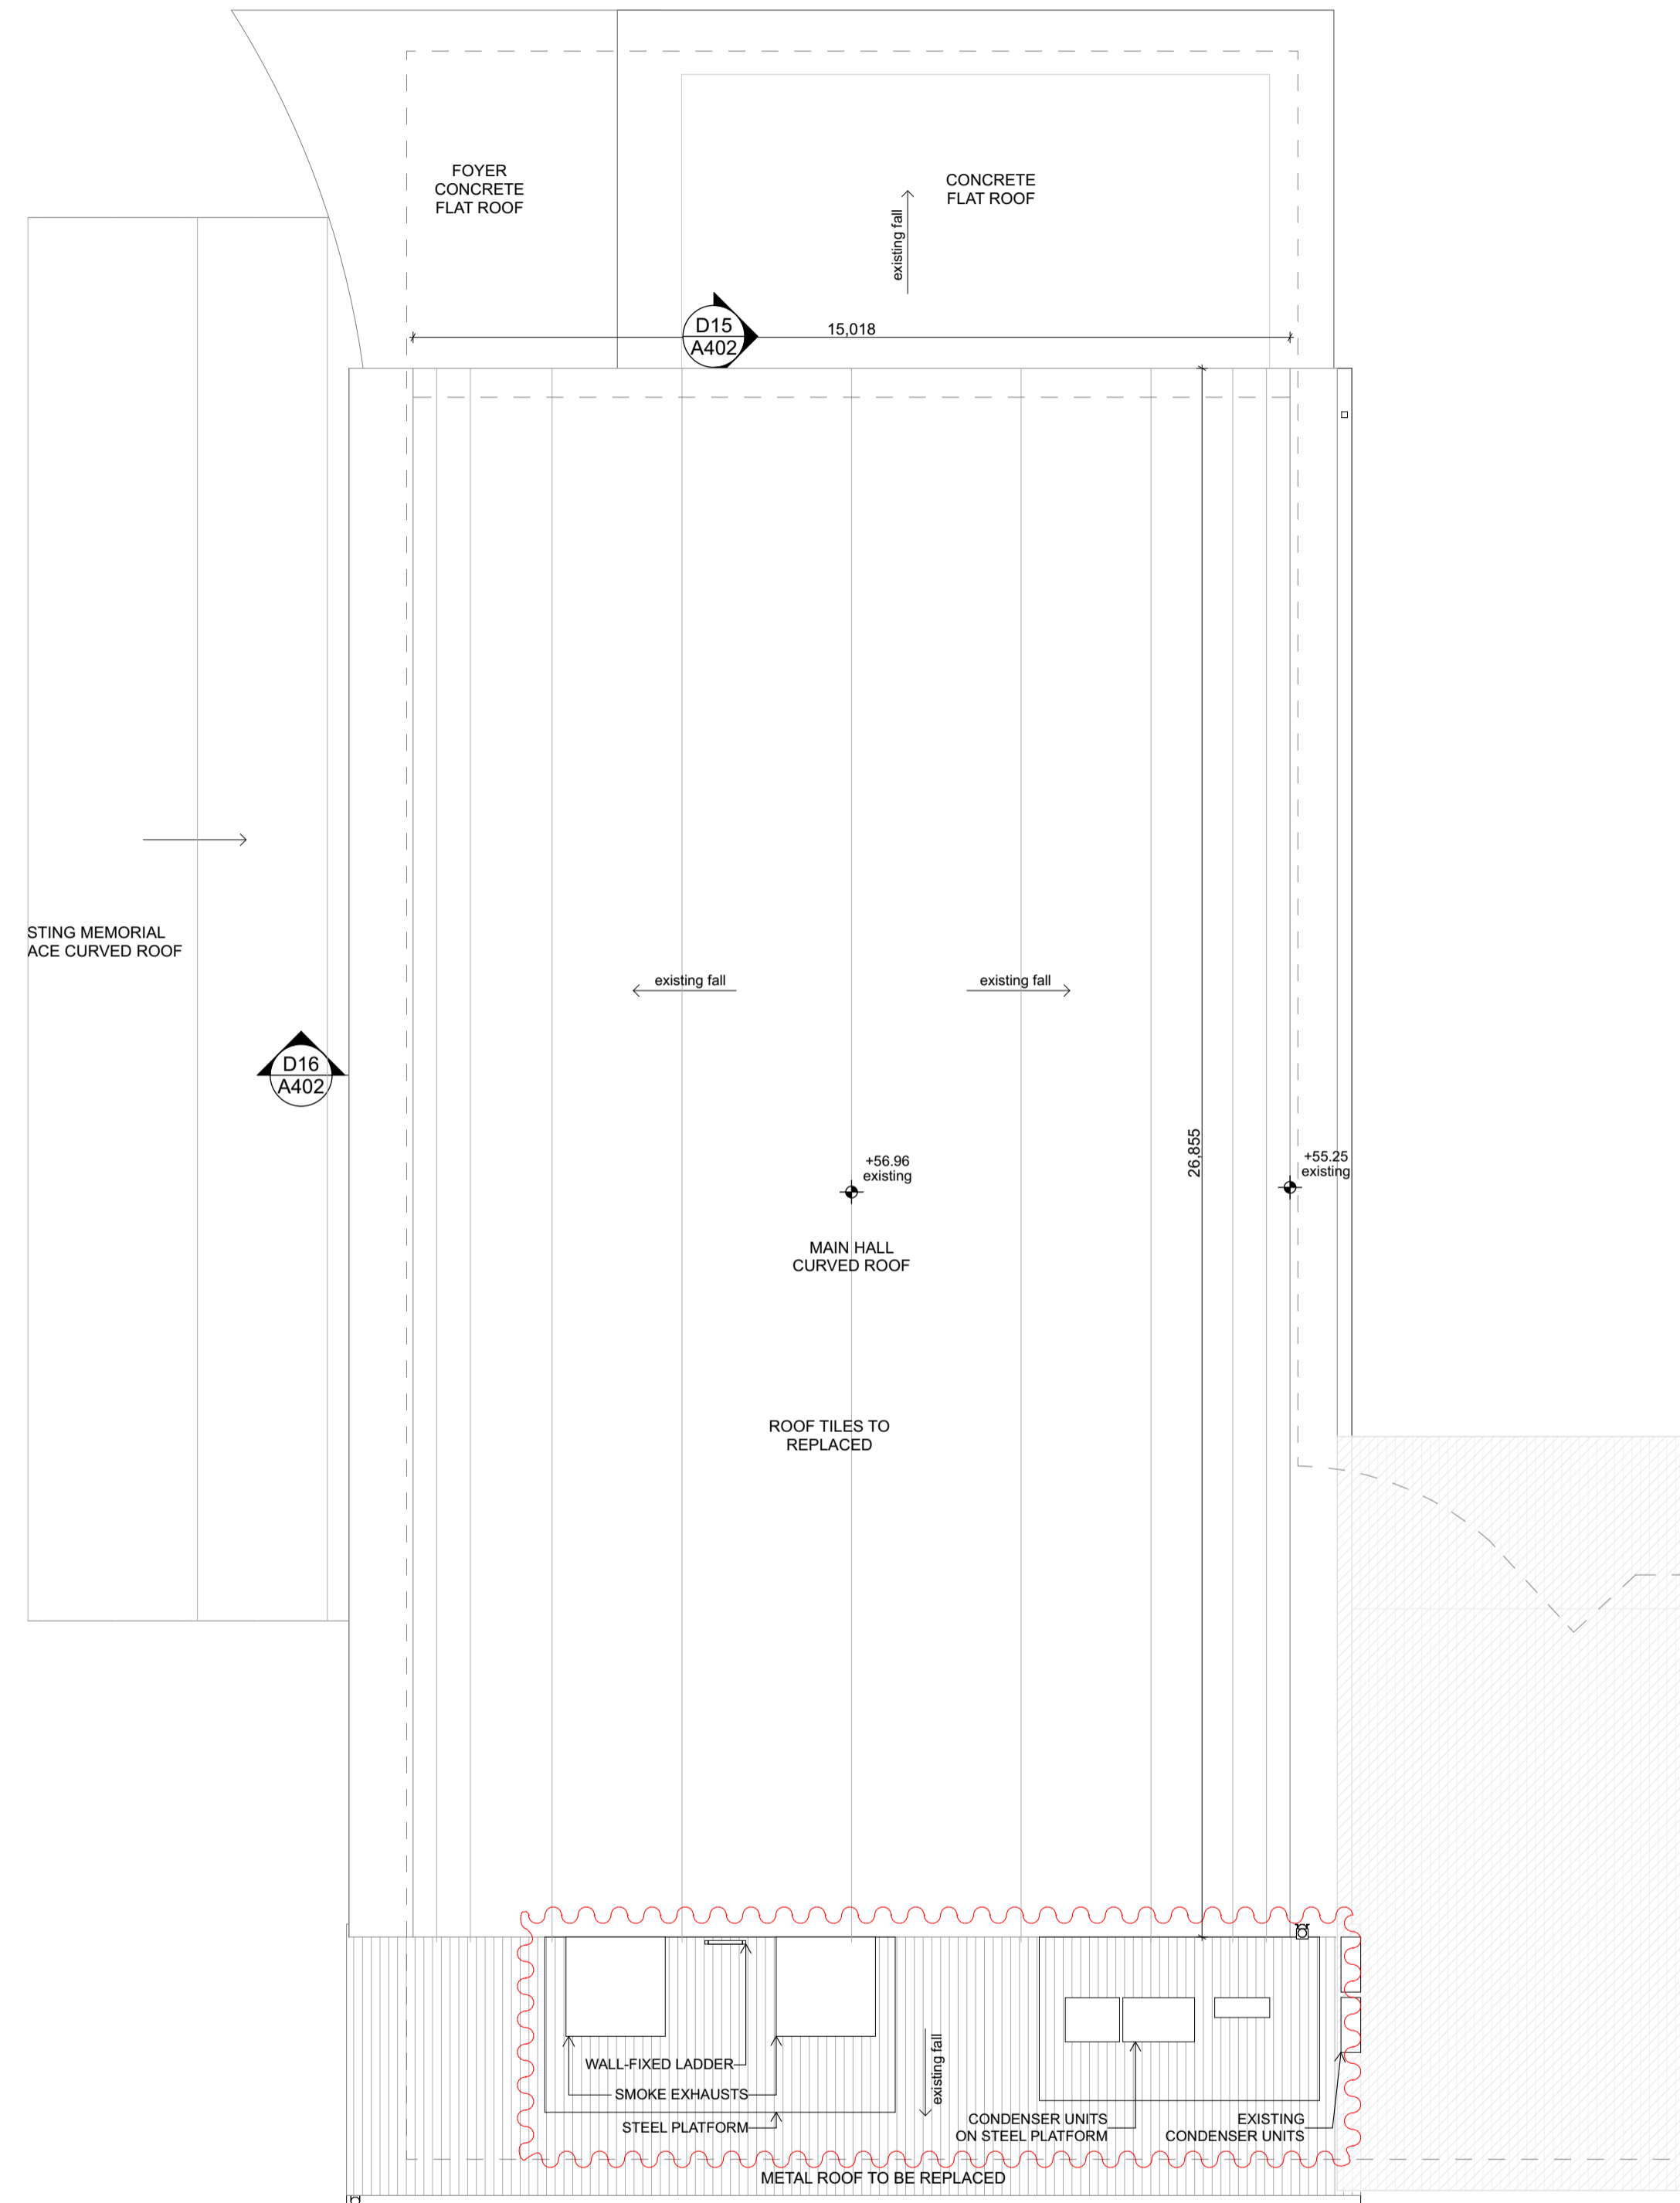 FOYER
CONCRETE
FLAT ROOF
CONCRETE
FLAT ROOF
existing fall
D15
A402
15,018
STING MEMORIAL
ACE CURVED ROOF
existing fall
existing fall
D16
A402
26,855
+56.96
existing
+55.25
existing
MAIN HALL
CURVED ROOF
ROOF TILES TO
REPLACED
WALL-FIXED LADDER
SMOKE EXHAUSTS
STEEL PLATFORM
existing fall
CONDENSER UNITS
ON STEEL PLATFORM
EXISTING
CONDENSER UNITS
METAL ROOF TO BE REPLACED